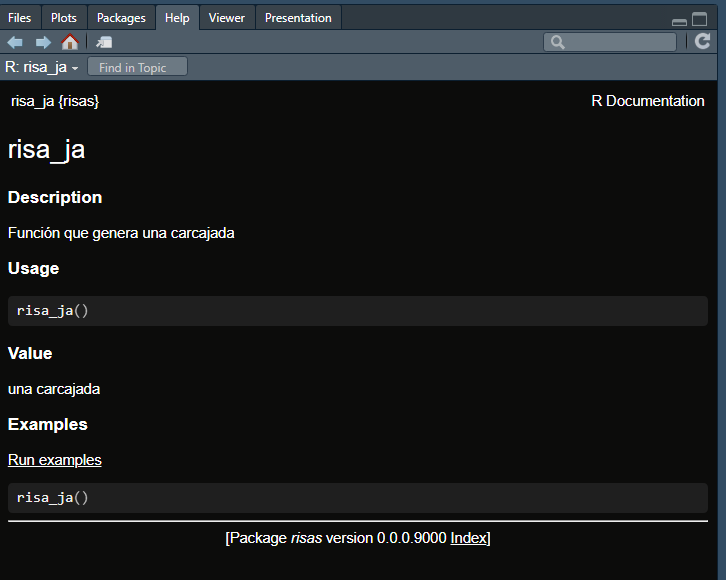 Files Plots Packages Help Viewer Presentation
R: risa_ja Find in Topic
risa_ja {risas} R Documentation
risa_ja
Description
Función que genera una carcajada
Usage
risa_ja()
Value
una carcajada
Examples
Run examples
risa_ja()
[Package risas version 0.0.0.9000 Index]